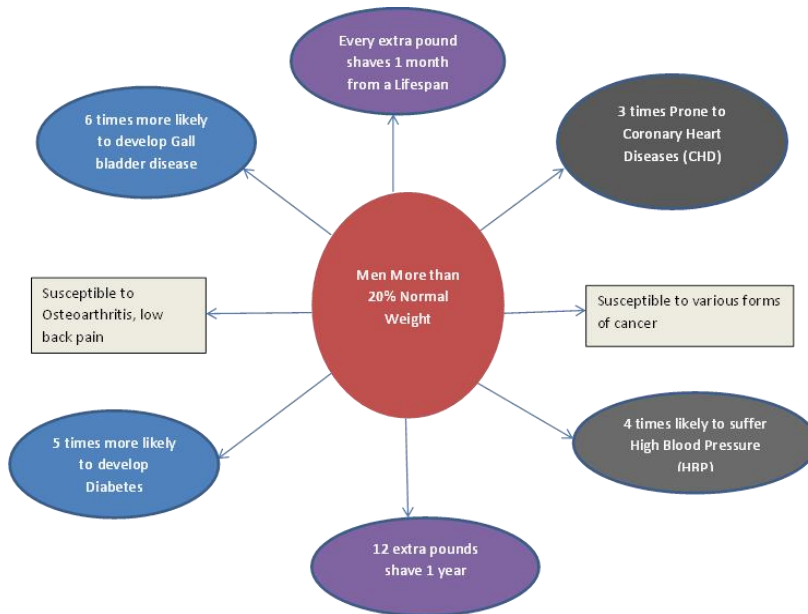 Every extra pound
shaves 1 month
from a Lifespan
6 times more likely
to develop Gall
bladder disease
3 times Prone to
Coronary Heart
Diseases (CHD)
Men More than
20% Normal
Weight
Susceptible to
Osteoarthritis, low
back pain
Susceptible to various forms
of cancer
5 times more likely
to develop
Diabetes
4 times likely to suffer
High Blood Pressure
(HBP)
12 extra pounds
shave 1 year